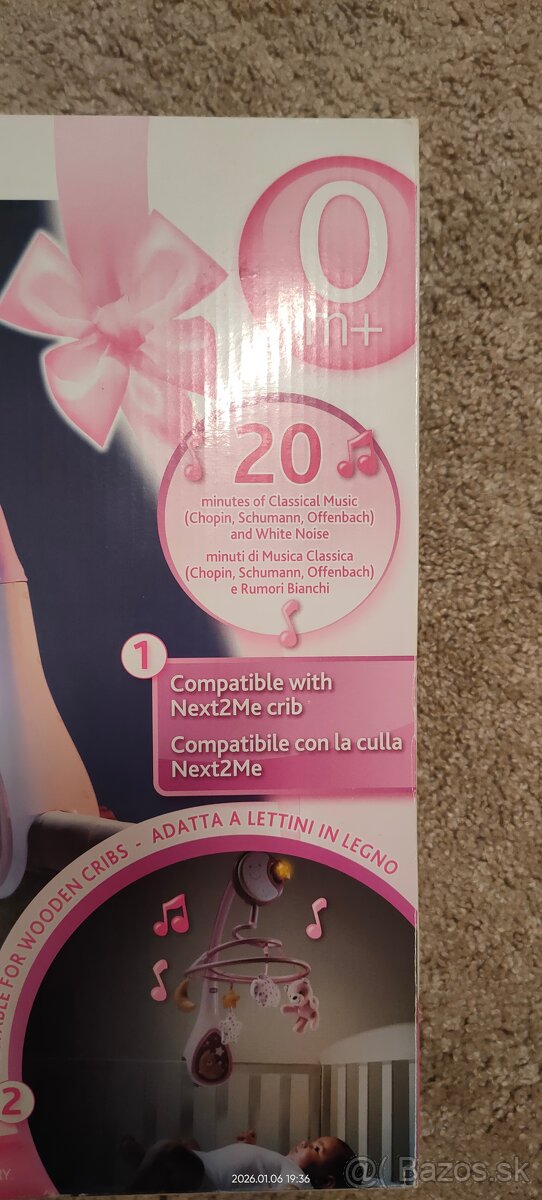 0
m+
20
minutes of Classical Music
(Chopin, Schumann, Offenbach)
and White Noise
minuti di Musica Classica
(Chopin, Schumann, Offenbach)
e Rumori Bianchi
1
Compatible with
Next2Me crib
Compatibile con la culla
Next2Me
FOR WOODEN CRIBS - ADATTA A LETTINI IN LEGNO
2
2026.01.06 19:36
Bazos.sk